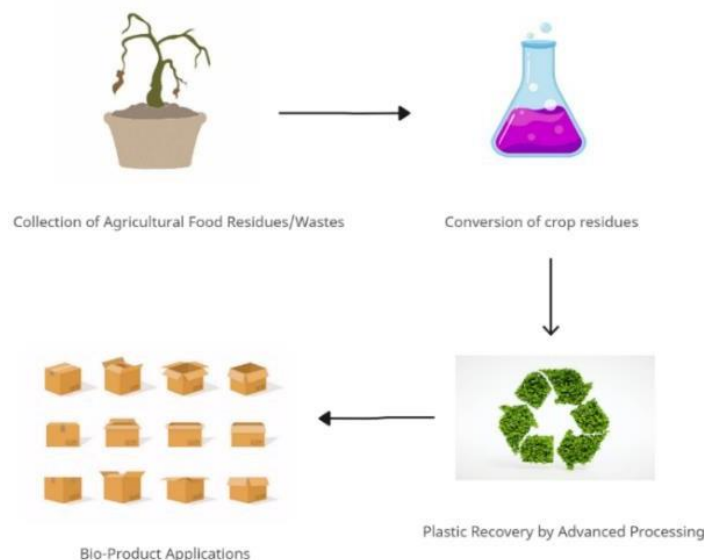 Collection of Agricultural Food Residues/Wastes
Conversion of crop residues
Plastic Recovery by Advanced Processing
Bio-Product Applications